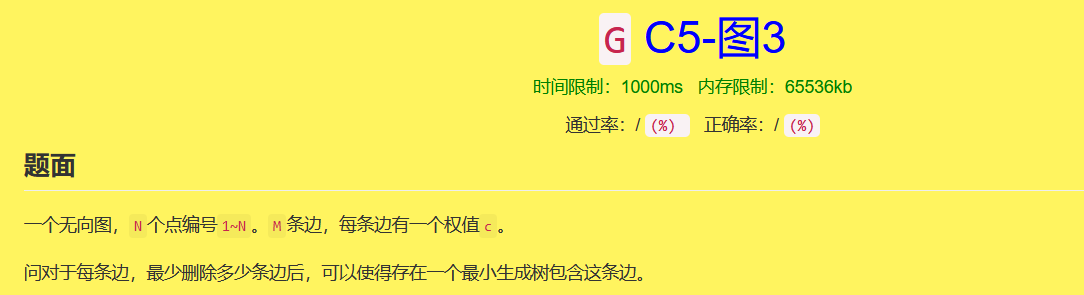 G C5-图3
时间限制：1000ms 内存限制：65536kb
通过率：/ (%) 正确率：/ (%)
题面
一个无向图，N个点编号1~N。M条边，每条边有一个权值c。
问对于每条边，最少删除多少条边后，可以使得存在一个最小生成树包含这条边。